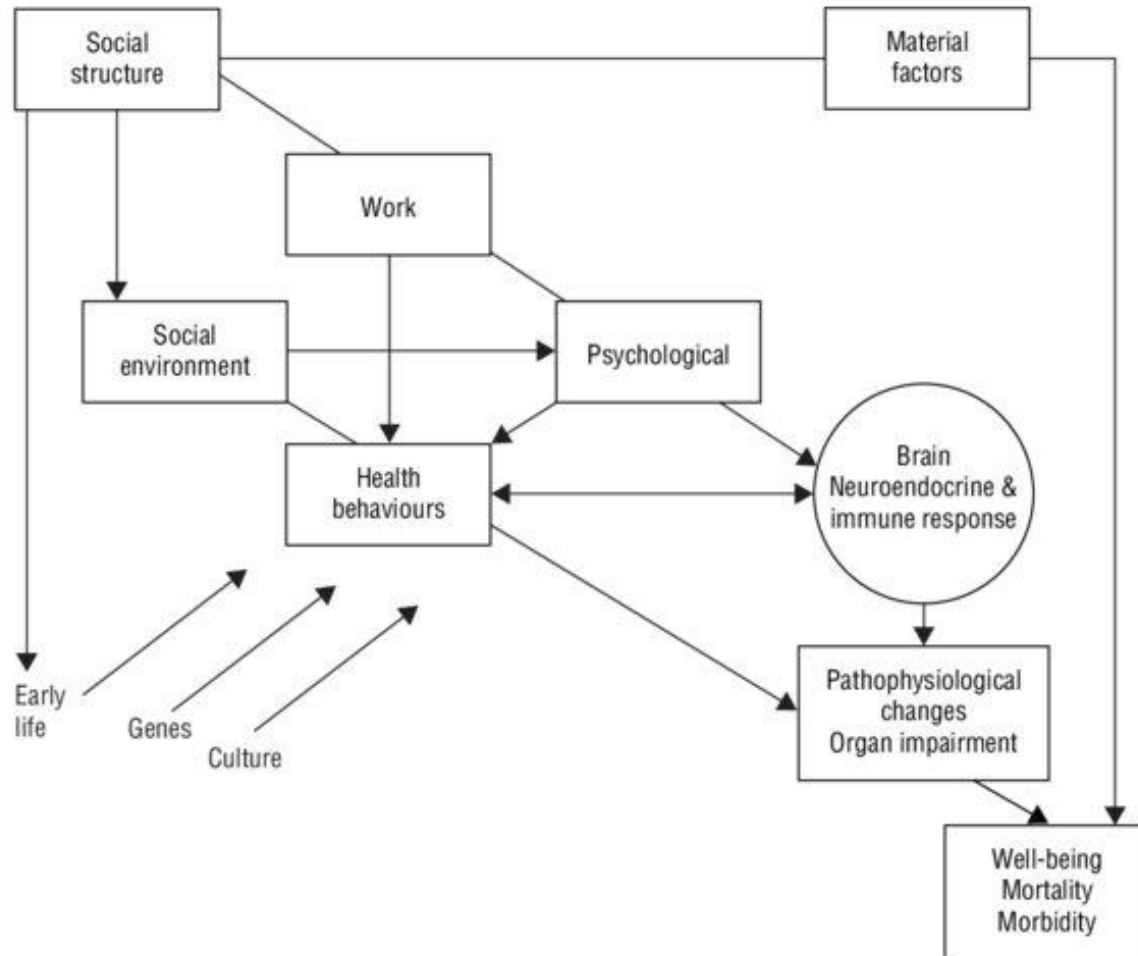 Social
structure
Material
factors
Work
Social
environment
Psychological
Health
behaviours
Brain
Neuroendocrine &
immune response
Early
life
Genes
Culture
Pathophysiological
changes
Organ impairment
Well-being
Mortality
Morbidity